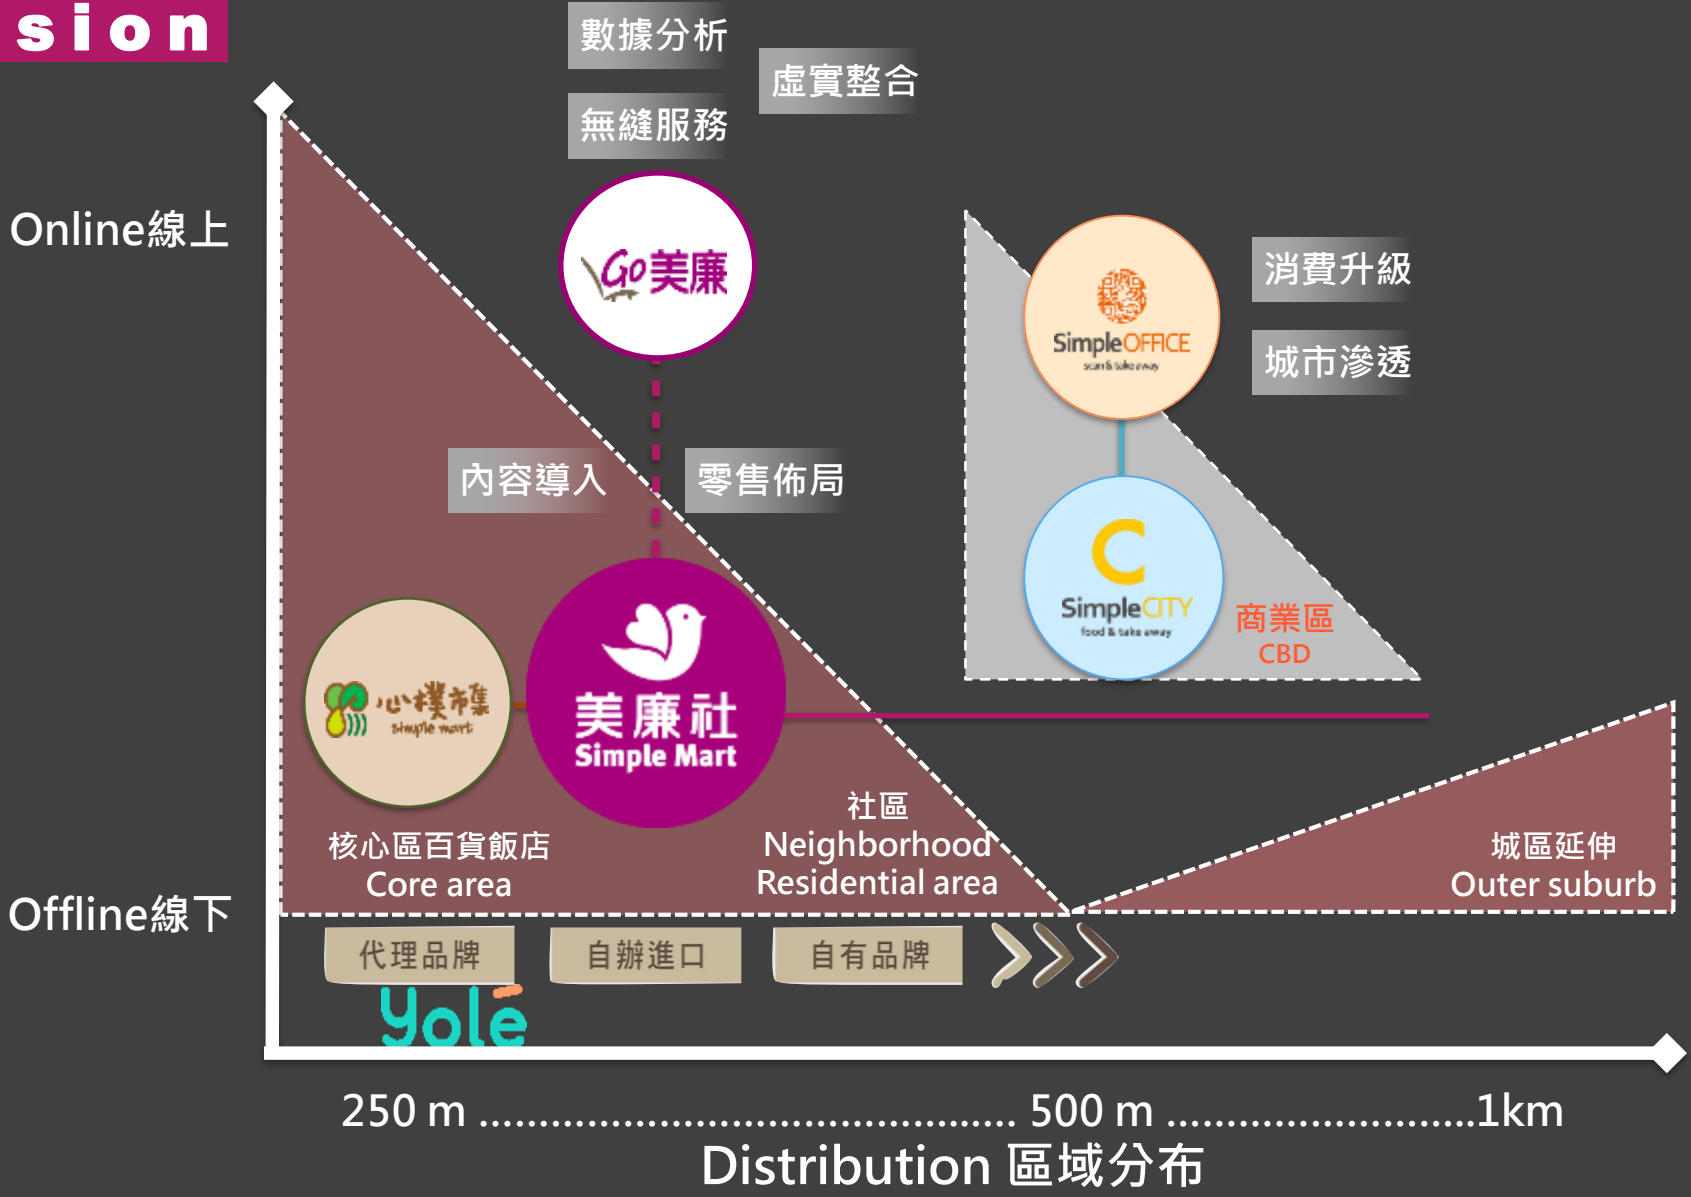 sion
數據分析
虛實整合
無縫服務
Online線上
Go美廉
SimpleOFFICE
scan & take away
消費升級
城市滲透
內容導入
零售佈局
C
SimpleCITY
food & take away
商業區
CBD
心樸市集
simple mart
美廉社
Simple Mart
社區
Neighborhood
Residential area
核心區百貨飯店
Core area
城區延伸
Outer suburb
Offline線下
代理品牌
自辦進口
自有品牌
yolé
250 m ............................................. 500 m ..........................1km
Distribution 區域分布